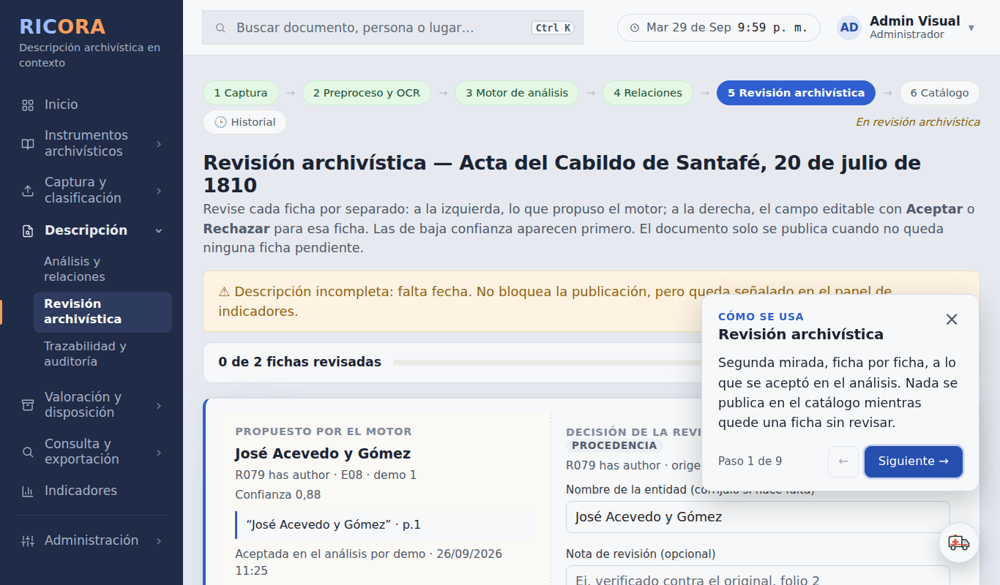 RICORA
Descripción archivística en
contexto
Inicio
Instrumentos
archivísticos
Captura y
clasificación
Descripción
Análisis y
relaciones
Revisión
archivística
Trazabilidad y
auditoría
Valoración y
disposición
Consulta y
exportación
Indicadores
Administración
Buscar documento, persona o lugar…
Ctrl K
Mar 29 de Sep 9:59 p. m.
AD
Admin Visual
Administrador
1 Captura → 2 Preproceso y OCR → 3 Motor de análisis → 4 Relaciones → 5 Revisión archivística → 6 Catálogo
Historial
En revisión archivística
Revisión archivística — Acta del Cabildo de Santafé, 20 de julio de
1810
Revise cada ficha por separado: a la izquierda, lo que propuso el motor; a la derecha, el campo editable con Aceptar o
Rechazar para esa ficha. Las de baja confianza aparecen primero. El documento solo se publica cuando no queda
ninguna ficha pendiente.
⚠ Descripción incompleta: falta fecha. No bloquea la publicación, pero queda señalado en el panel de
indicadores.
0 de 2 fichas revisadas
PROPUESTO POR EL MOTOR
José Acevedo y Gómez
R079 has author · E08 · demo 1
Confianza 0,88
“José Acevedo y Gómez” · p.1
Aceptada en el análisis por demo · 26/09/2026
11:25
DECISIÓN DE LA REVI
PROCEDENCIA
R079 has author · orige
Nombre de la entidad (corríjalo si hace falta)
José Acevedo y Gómez
Nota de revisión (opcional)
Ej. verificado contra el original, folio 2
CÓMO SE USA
Revisión archivística
Segunda mirada, ficha por ficha, a lo
que se aceptó en el análisis. Nada se
publica en el catálogo mientras
quede una ficha sin revisar.
Paso 1 de 9
←
Siguiente →